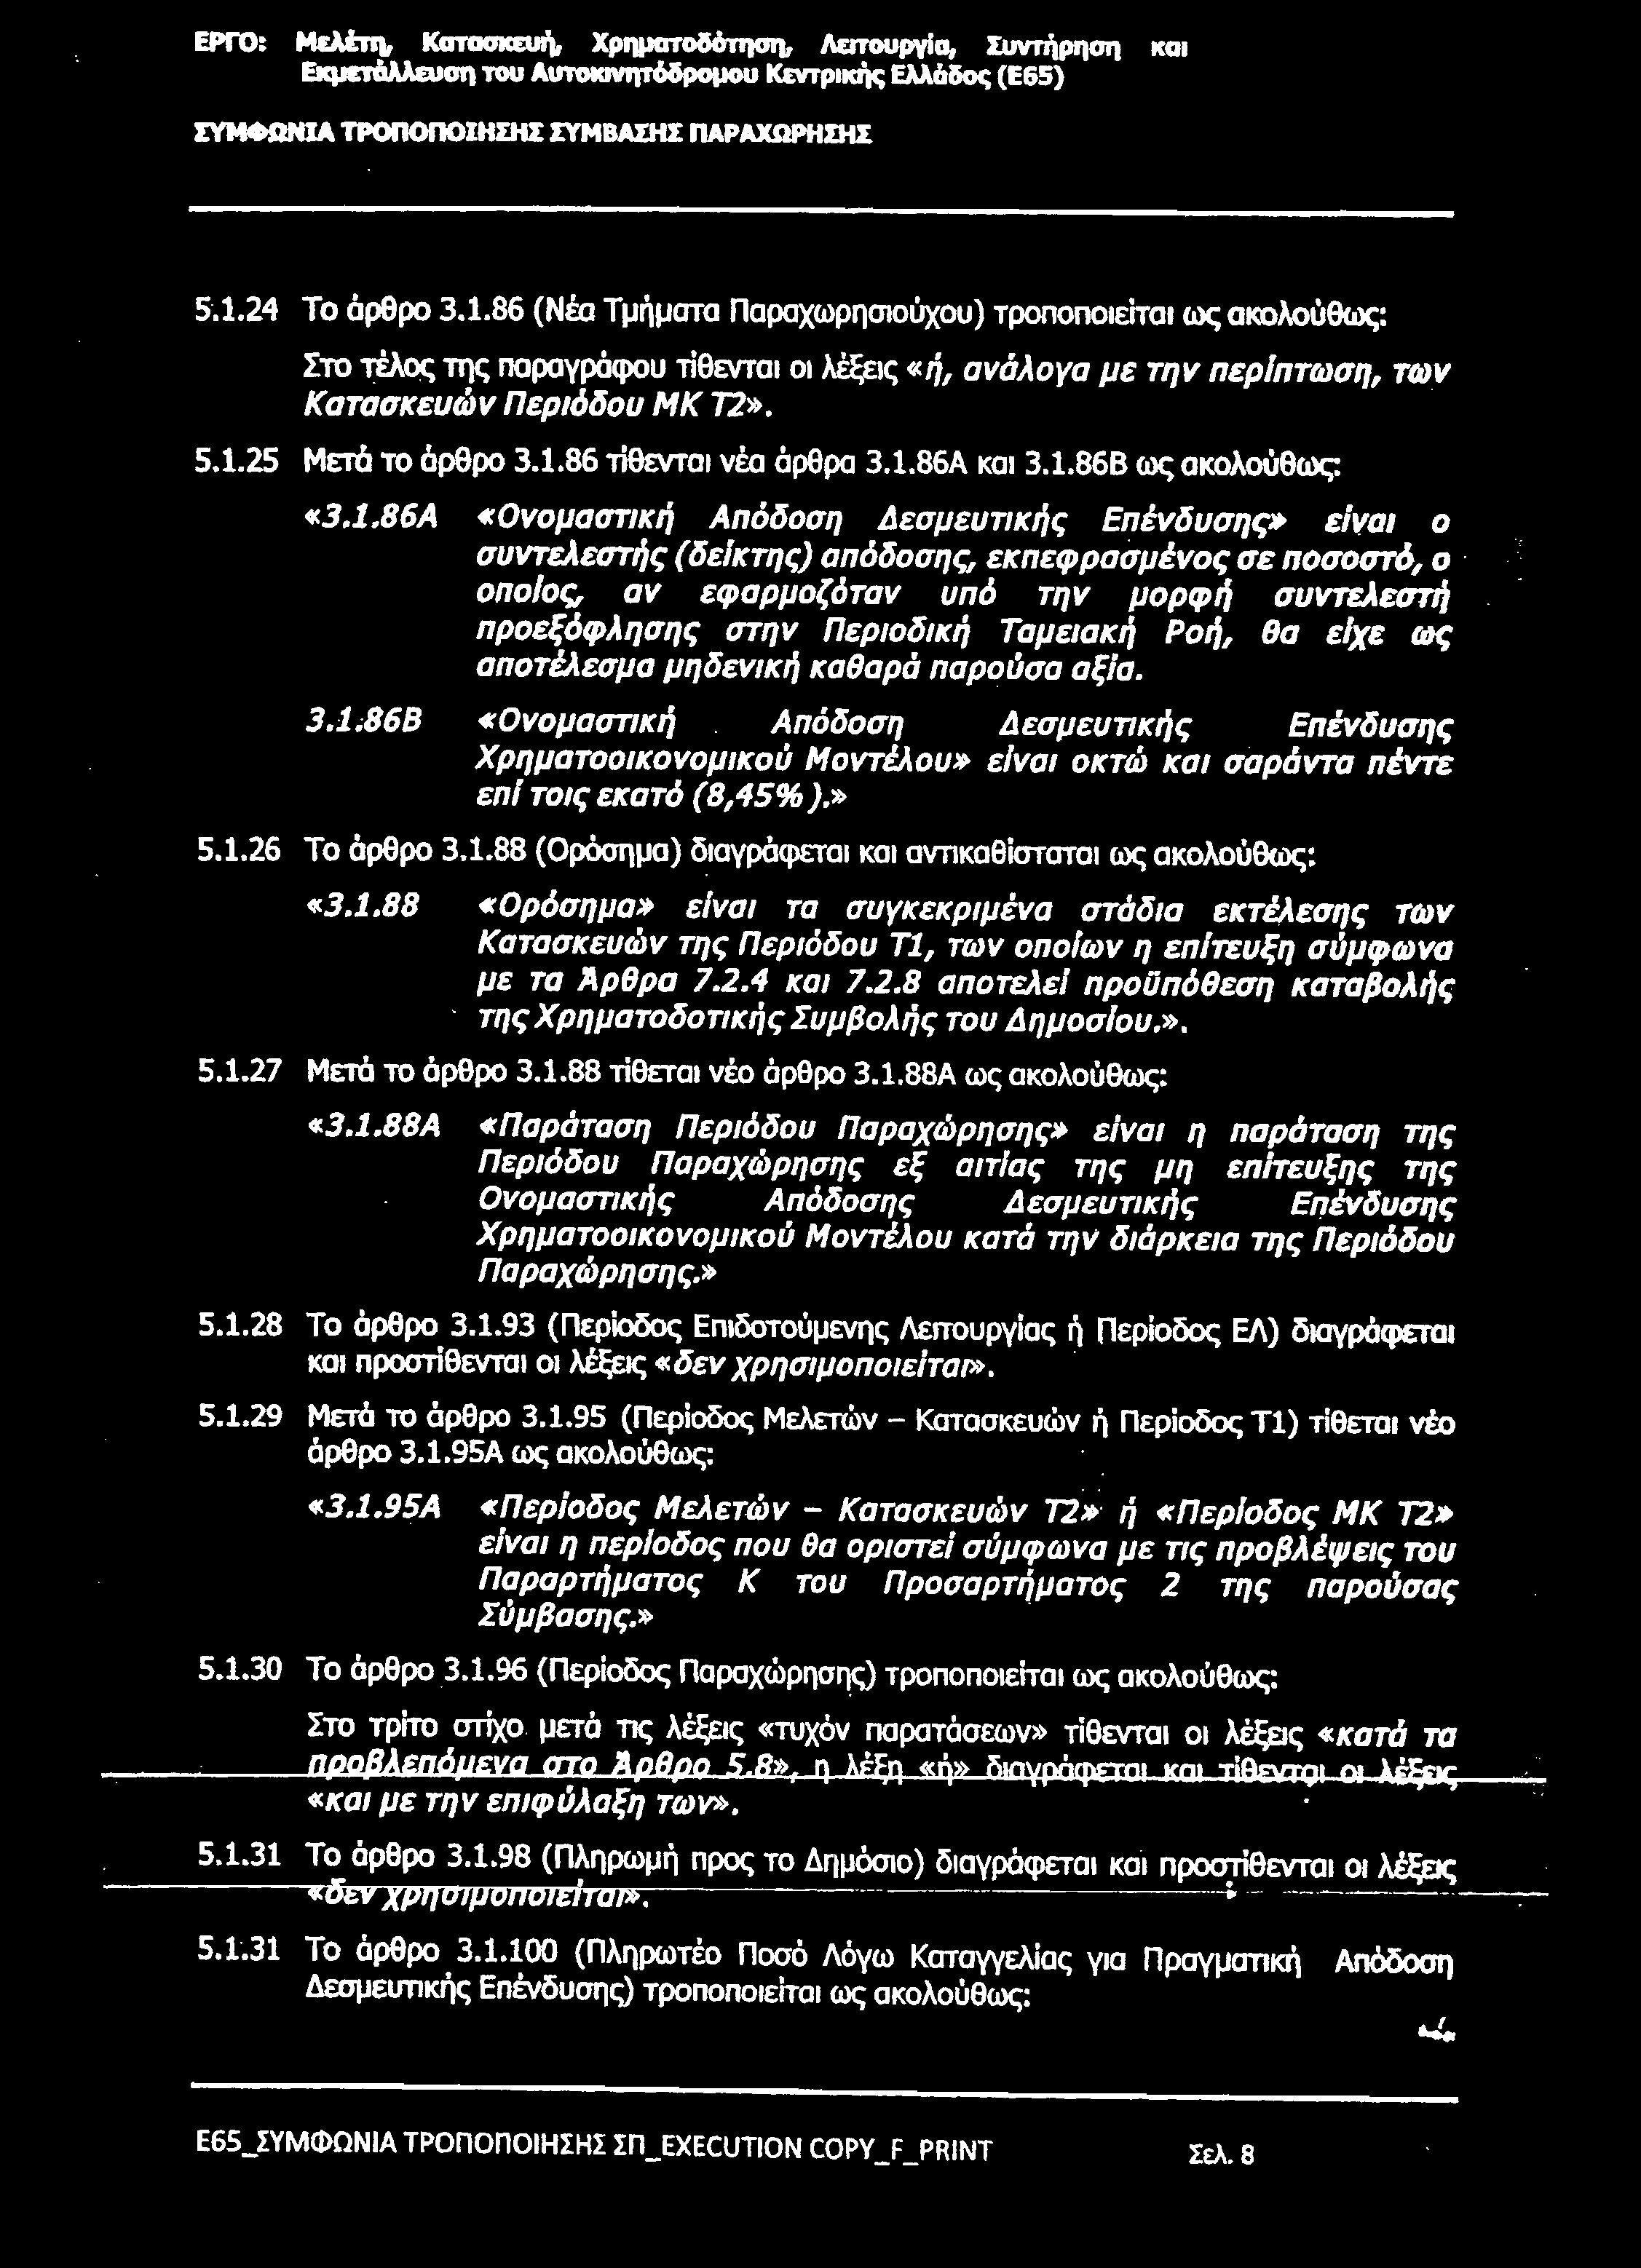 ΕΡΓΟ: Μελέτη, Κατασκευή, Χρηματοδότηση, Λειτουργία, Συντήρηση και
Εκμετάλλευση του Αυτοκινητόδρομου Κεντρικής Ελλάδος (Ε65)
ΣΥΜΦΩΝΙΑ ΤΡΟΠΟΠΟΙΗΣΗΣ ΣΥΜΒΑΣΗΣ ΠΑΡΑΧΩΡΗΣΗΣ
5.1.24 Το άρθρο 3.1.86 (Νέα Τμήματα Παραχωρησιούχου) τροποποιείται ως ακολούθως:
Στο τέλος της παραγράφου τίθενται οι λέξεις «ή, ανάλογα με την περίπτωση, των
Κατασκευών Περιόδου ΜΚ Τ2».
5.1.25 Μετά το άρθρο 3.1.86 τίθενται νέα άρθρα 3.1.86Α και 3.1.86Β ως ακολούθως:
«3.1.86Α «Ονομαστική Απόδοση Δεσμευτικής Επένδυσης» είναι ο
συντελεστής (δείκτης) απόδοσης, εκπεφρασμένος σε ποσοστό, ο
οποίος, αν εφαρμοζόταν υπό την μορφή συντελεστή
προεξόφλησης στην Περιοδική Ταμειακή Ροή, θα είχε ως
αποτέλεσμα μηδενική καθαρά παρούσα αξία.
3.1.86Β «Ονομαστική Απόδοση Δεσμευτικής Επένδυσης
Χρηματοοικονομικού Μοντέλου» είναι οκτώ και σαράντα πέντε
επί τοις εκατό (8,45%).»
5.1.26 Το άρθρο 3.1.88 (Ορόσημα) διαγράφεται και αντικαθίσταται ως ακολούθως:
«3.1.88 «Ορόσημα» είναι τα συγκεκριμένα στάδια εκτέλεσης των
Κατασκευών της Περιόδου Τ1, των οποίων η επίτευξη σύμφωνα
με τα Άρθρα 7.2.4 και 7.2.8 αποτελεί προϋπόθεση καταβολής
της Χρηματοδοτικής Συμβολής του Δημοσίου.».
5.1.27 Μετά το άρθρο 3.1.88 τίθεται νέο άρθρο 3.1.88Α ως ακολούθως:
«3.1.88Α «Παράταση Περιόδου Παραχώρησης» είναι η παράταση της
Περιόδου Παραχώρησης εξ αιτίας της μη επίτευξης της
Ονομαστικής Απόδοσης Δεσμευτικής Επένδυσης
Χρηματοοικονομικού Μοντέλου κατά την διάρκεια της Περιόδου
Παραχώρησης.»
5.1.28 Το άρθρο 3.1.93 (Περίοδος Επιδοτούμενης Λειτουργίας ή Περίοδος ΕΛ) διαγράφεται
και προστίθενται οι λέξεις «δεν χρησιμοποιείται».
5.1.29 Μετά το άρθρο 3.1.95 (Περίοδος Μελετών – Κατασκευών ή Περίοδος Τ1) τίθεται νέο
άρθρο 3.1.95Α ως ακολούθως:
«3.1.95Α «Περίοδος Μελετών – Κατασκευών Τ2» ή «Περίοδος ΜΚ Τ2»
είναι η περίοδος που θα οριστεί σύμφωνα με τις προβλέψεις του
Παραρτήματος Κ του Προσαρτήματος 2 της παρούσας
Σύμβασης.»
5.1.30 Το άρθρο 3.1.96 (Περίοδος Παραχώρησης) τροποποιείται ως ακολούθως:
Στο τρίτο στίχο μετά τις λέξεις «τυχόν παρατάσεων» τίθενται οι λέξεις «κατά τα
προβλεπόμενα στο Άρθρο 5.8», η λέξη «ή» διαγράφεται και τίθενται οι λέξεις
«και με την επιφύλαξη των».
5.1.31 Το άρθρο 3.1.98 (Πληρωμή προς το Δημόσιο) διαγράφεται και προστίθενται οι λέξεις
«δεν χρησιμοποιείται».
5.1.31 Το άρθρο 3.1.100 (Πληρωτέο Ποσό Λόγω Καταγγελίας για Πραγματική Απόδοση
Δεσμευτικής Επένδυσης) τροποποιείται ως ακολούθως:
Ε65_ΣΥΜΦΩΝΙΑ ΤΡΟΠΟΠΟΙΗΣΗΣ ΣΠ_EXECUTION COPY_F_PRINT Σελ. 8